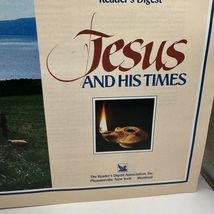 Reader's Digest
Jesus
AND HIS TIMES
The Reader's Digest Association, Inc.
Pleasantville, New York Montreal